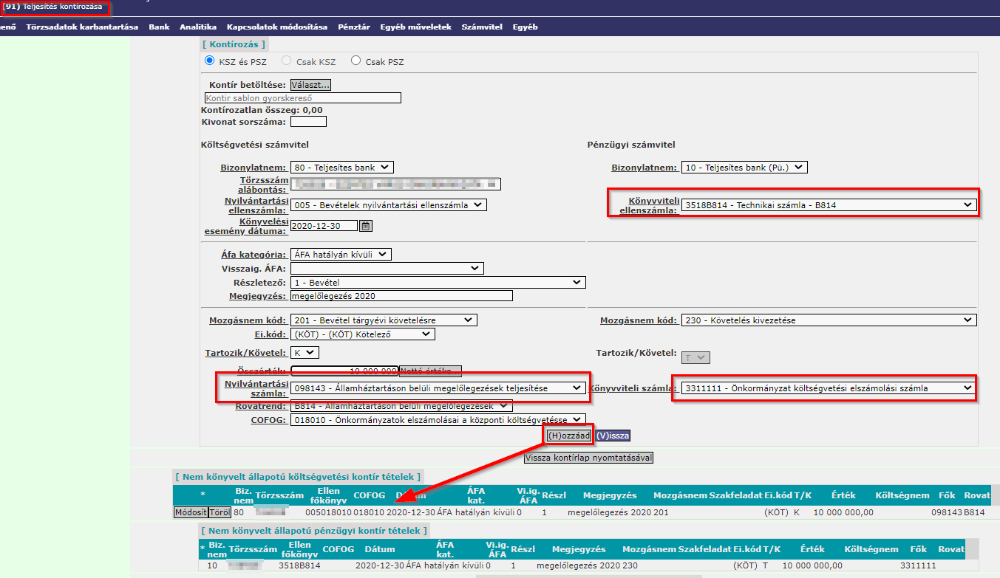 (91) Teljesítés kontírozása
enő Törzsadatok karbantartása Bank Analitika Kapcsolatok módosítása Pénztár Egyéb műveletek Számvitel Egyéb
[ Kontírozás ]
KSZ és PSZ Csak KSZ Csak PSZ
Kontír betöltése: Választ...
Kontír sablon gyorskereső
Kontírozatlan összeg: 0,00
Kivonat sorszáma:
Költségvetési számvitel Pénzügyi számvitel
Bizonylatnem: 80 - Teljesítes bank Bizonylatnem: 10 - Teljesítes bank (Pü.)
Törzsszám
alábontás:
Nyilvántartási
ellenszámla: 005 - Bevételek nyilvántartási ellenszámla Könyvviteli
ellenszámla: 3518B814 - Technikai számla - B814
Könyvelési
esemény dátuma: 2020-12-30
Áfa kategória: ÁFA hatályán kívüli
Visszaig. ÁFA:
Részletező: 1 - Bevétel
Megjegyzés: megelőlegezés 2020
Mozgásnem kód: 201 - Bevétel tárgyévi követelésre Mozgásnem kód: 230 - Követelés kivezetése
Ei.kód: (KÖT) - (KÖT) Kötelező
Tartozik/Követel: K Tartozik/Követel: T
Összérték: 10 000 000 Nettó értéke...
Nyilvántartási
számla: 098143 - Államháztartáson belüli megelőlegezések teljesítése Könyvviteli számla: 3311111 - Önkormányzat költségvetési elszámolási számla
Rovatrend: B814 - Államháztartáson belüli megelőlegezések
COFOG: 018010 - Önkormányzatok elszámolásai a központi költségvetésse
(H)ozzáad (V)issza
Vissza kontírlap nyomtatásával
[ Nem könyvelt állapotú költségvetési kontír tételek ]
* Biz. nem Törzsszám Ellen főkönyv COFOG ÁFA kat. Vi.ig. ÁFA Részl Megjegyzés Mozgásnem Szakfeladat Ei.kód T/K Érték Költségnem Fők Rovat
Módosít Töröl 80 005018010 018010 2020-12-30 ÁFA hatályán kívüli 0 1 megelőlegezés 2020 201 (KÖT) K 10 000 000,00 098143 B814
[ Nem könyvelt állapotú pénzügyi kontír tételek ]
* Biz. nem Törzsszám Ellen főkönyv COFOG Dátum ÁFA kat. Vi.ig. ÁFA Részl Megjegyzés Mozgásnem Szakfeladat Ei.kód T/K Érték Költségnem Fők Rovat
10 3518B814 2020-12-30 ÁFA hatályán kívüli 0 1 megelőlegezés 2020 230 (KÖT) T 10 000 000,00 3311111